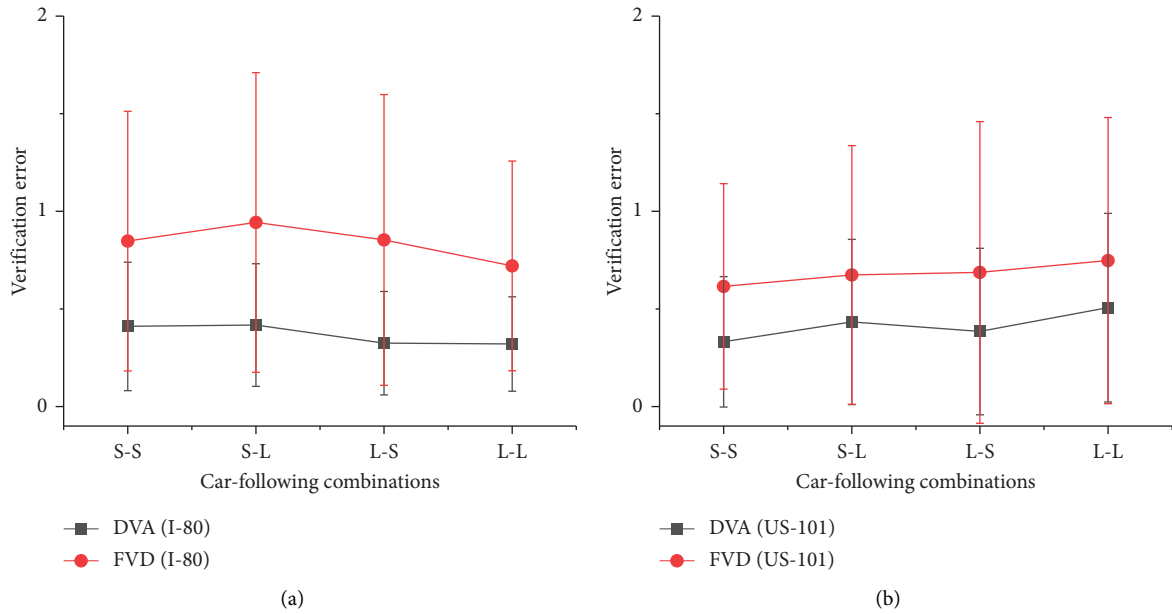 2
1
0
Verification error
S-S S-L L-S L-L
Car-following combinations
DVA (I-80)
FVD (I-80)
(a)
2
1
0
Verification error
S-S S-L L-S L-L
Car-following combinations
DVA (US-101)
FVD (US-101)
(b)